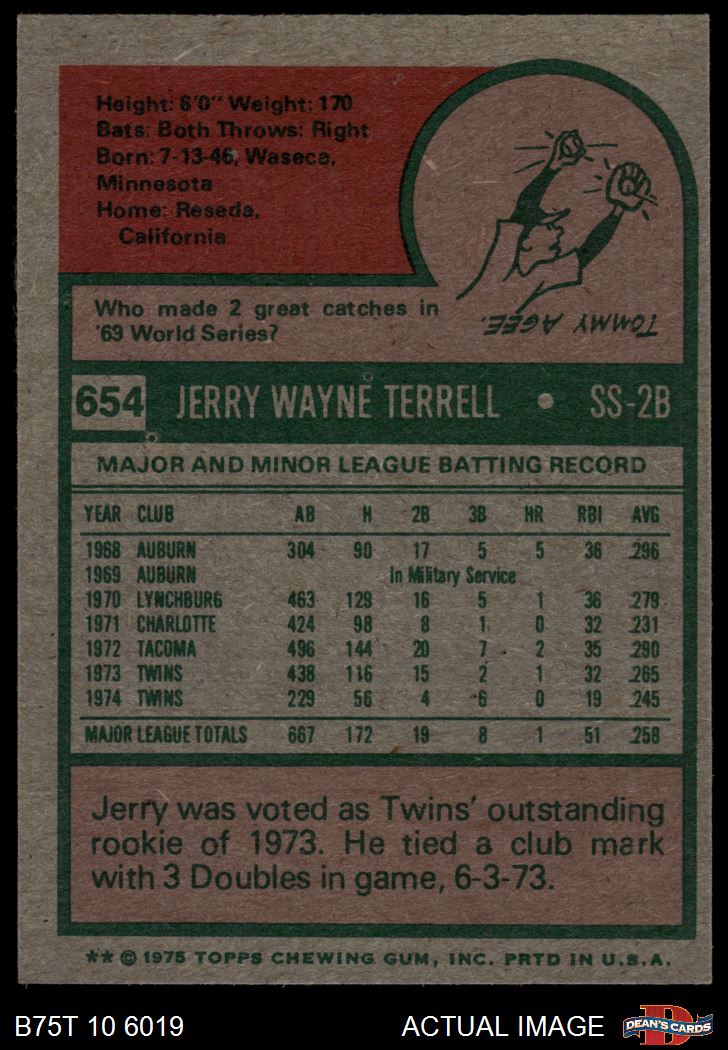 Height: 6'0" Weight: 170
Bats: Both Throws: Right
Born: 7-13-46, Waseca,
Minnesota
Home: Reseda,
California
Who made 2 great catches in
'69 World Series?
TOMMY AGEE.
654 JERRY WAYNE TERRELL • SS-2B
MAJOR AND MINOR LEAGUE BATTING RECORD
YEAR CLUB AB H 2B 3B HR RBI AVG
1968 AUBURN 304 90 17 5 5 36 .296
1969 AUBURN In Military Service
1970 LYNCHBURG 463 129 16 5 1 36 .279
1971 CHARLOTTE 424 98 8 1 0 32 .231
1972 TACOMA 496 144 20 7 2 35 .290
1973 TWINS 438 116 15 2 1 32 .265
1974 TWINS 229 56 4 6 0 19 .245
MAJOR LEAGUE TOTALS 667 172 19 8 1 51 .258
Jerry was voted as Twins' outstanding
rookie of 1973. He tied a club mark
with 3 Doubles in game, 6-3-73.
** © 1975 TOPPS CHEWING GUM, INC. PRTD IN U.S.A.
B75T 10 6019 ACTUAL IMAGE D DEAN'S CARDS